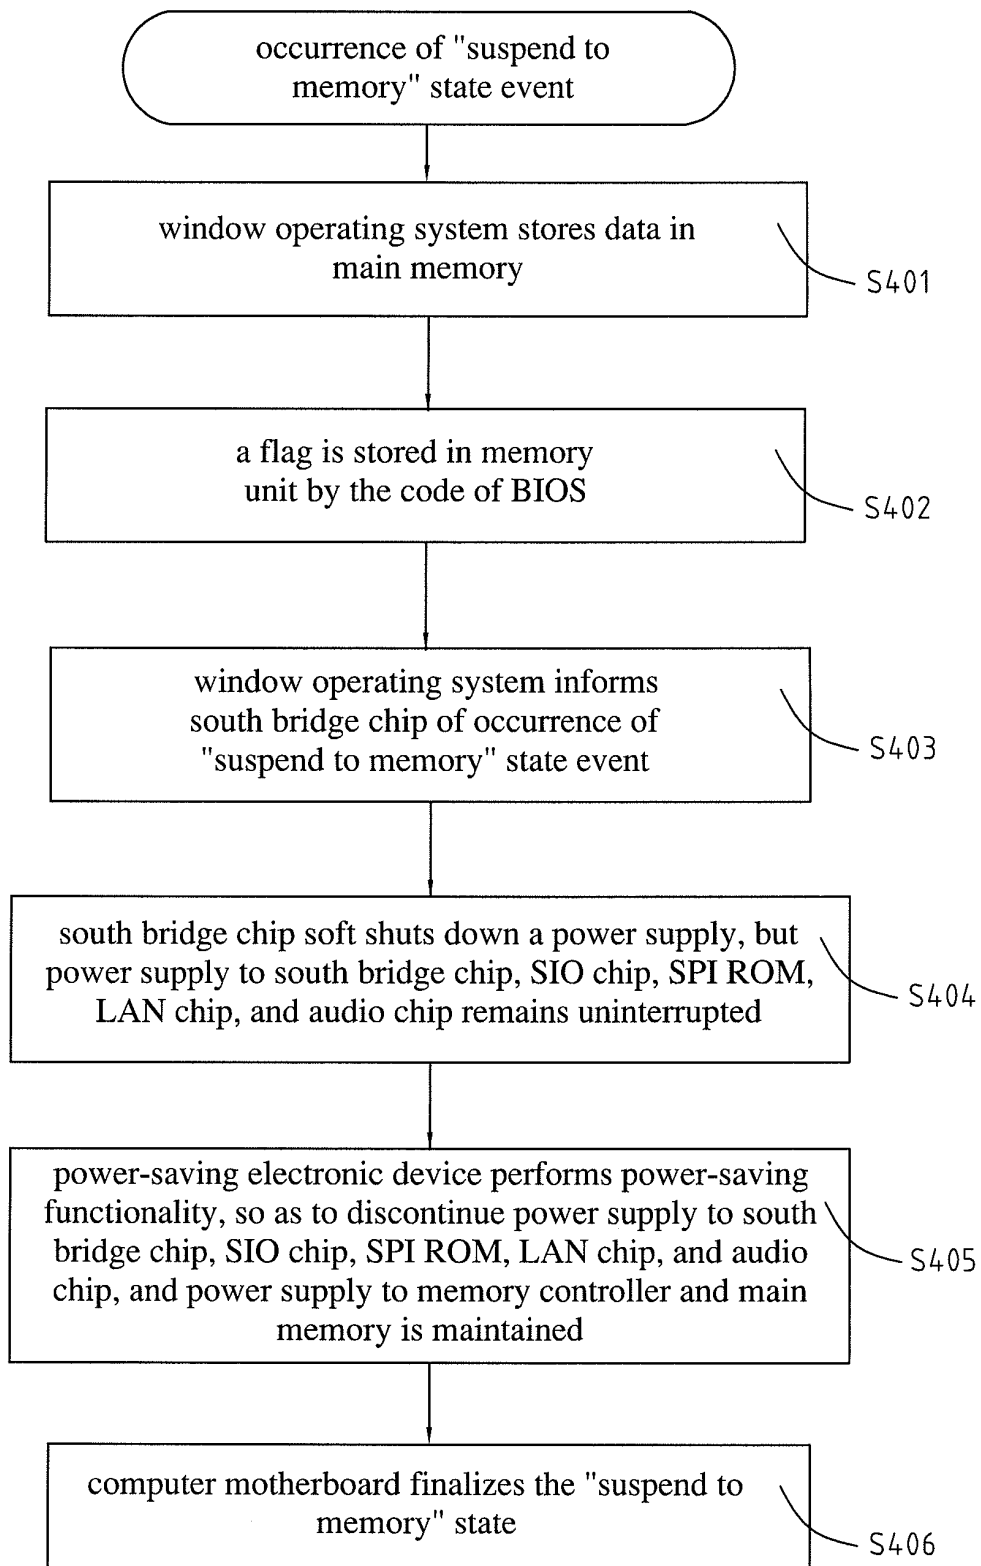 occurrence of "suspend to
memory" state event
window operating system stores data in
main memory
S401
a flag is stored in memory
unit by the code of BIOS
S402
window operating system informs
south bridge chip of occurrence of
"suspend to memory" state event
S403
south bridge chip soft shuts down a power supply, but
power supply to south bridge chip, SIO chip, SPI ROM,
LAN chip, and audio chip remains uninterrupted
S404
power-saving electronic device performs power-saving
functionality, so as to discontinue power supply to south
bridge chip, SIO chip, SPI ROM, LAN chip, and audio
chip, and power supply to memory controller and main
memory is maintained
S405
computer motherboard finalizes the "suspend to
memory" state
S406